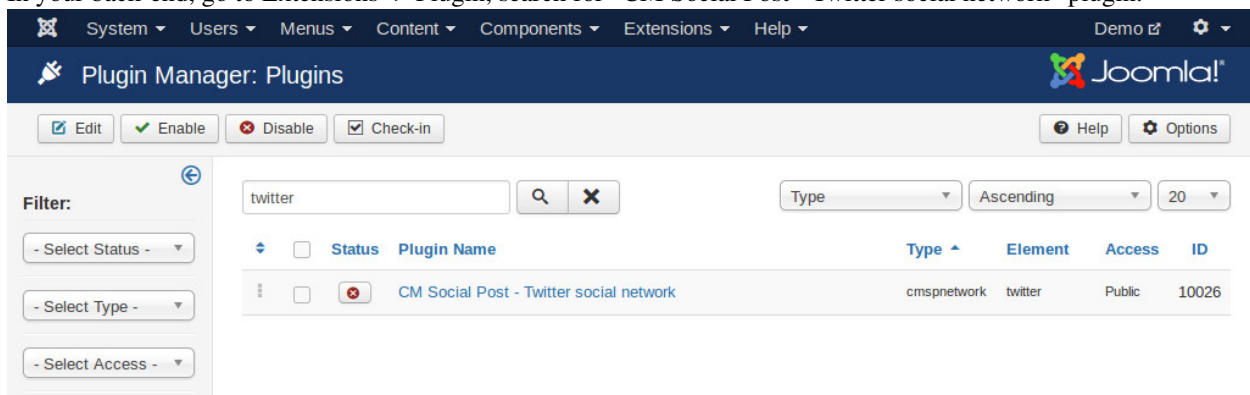 System Users Menus Content Components Extensions Help Demo
Plugin Manager: Plugins Joomla!®
Edit Enable Disable Check-in Help Options
Filter:
twitter Type Ascending 20
- Select Status - Status Plugin Name Type Element Access ID
- Select Type - CM Social Post - Twitter social network cmspnetwork twitter Public 10026
- Select Access -